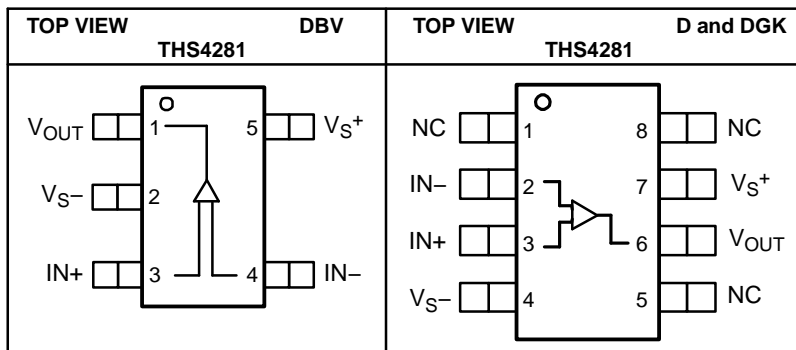 TOP VIEW DBV
THS4281
VOUT 1 5 VS+
VS− 2
IN+ 3 4 IN−
TOP VIEW D and DGK
THS4281
NC 1 8 NC
IN− 2 7 VS+
IN+ 3 6 VOUT
VS− 4 5 NC